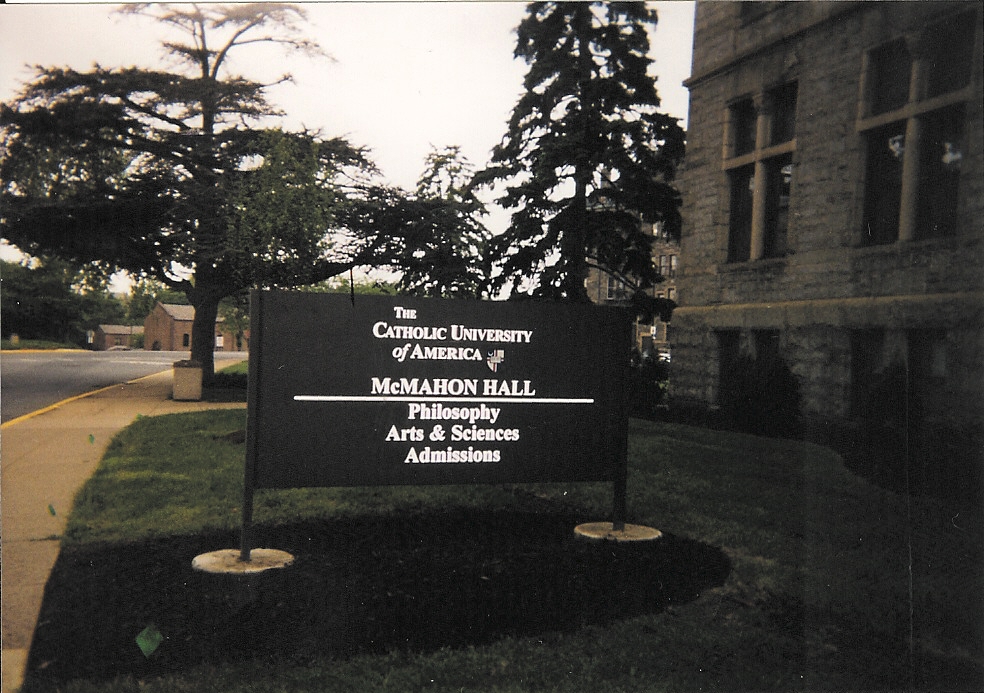 THE
CATHOLIC UNIVERSITY
of AMERICA
McMAHON HALL
Philosophy
Arts & Sciences
Admissions